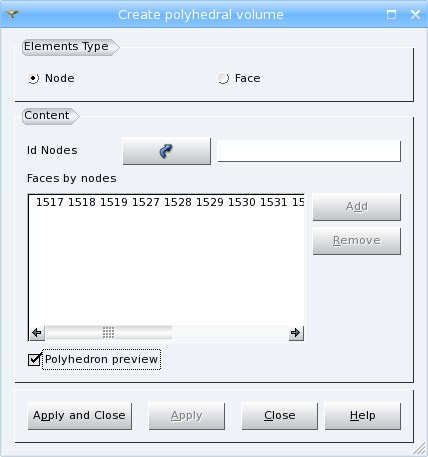 Create polyhedral volume
Elements Type
Node Face
Content
Id Nodes
Faces by nodes
1517 1518 1519 1527 1528 1529 1530 1531 15
Add
Remove
Polyhedron preview
Apply and Close Apply Close Help